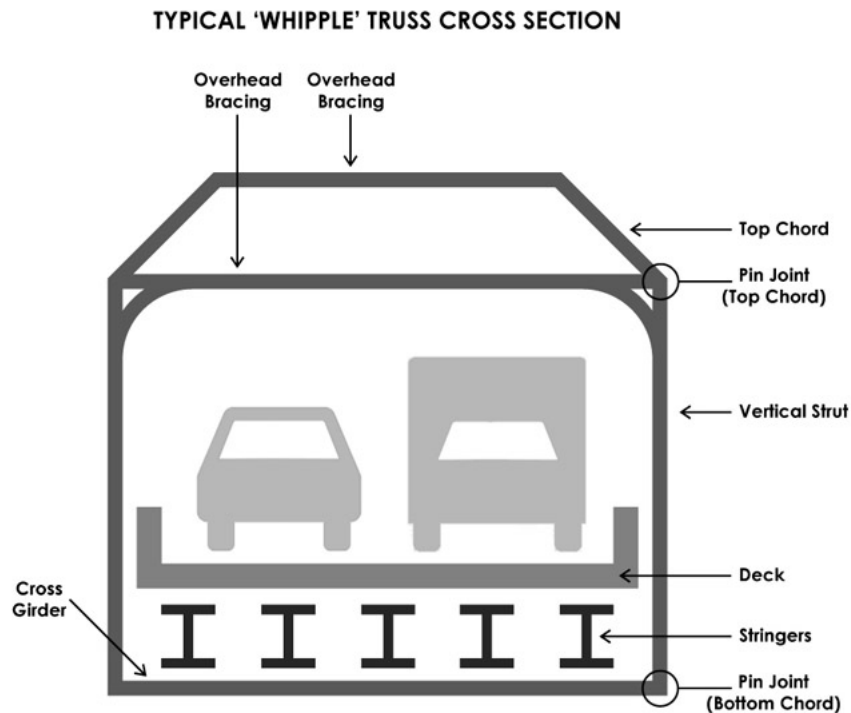 TYPICAL ‘WHIPPLE’ TRUSS CROSS SECTION
Overhead
Bracing
Overhead
Bracing
Top Chord
Pin Joint
(Top Chord)
Vertical Strut
Deck
Cross
Girder
Stringers
Pin Joint
(Bottom Chord)